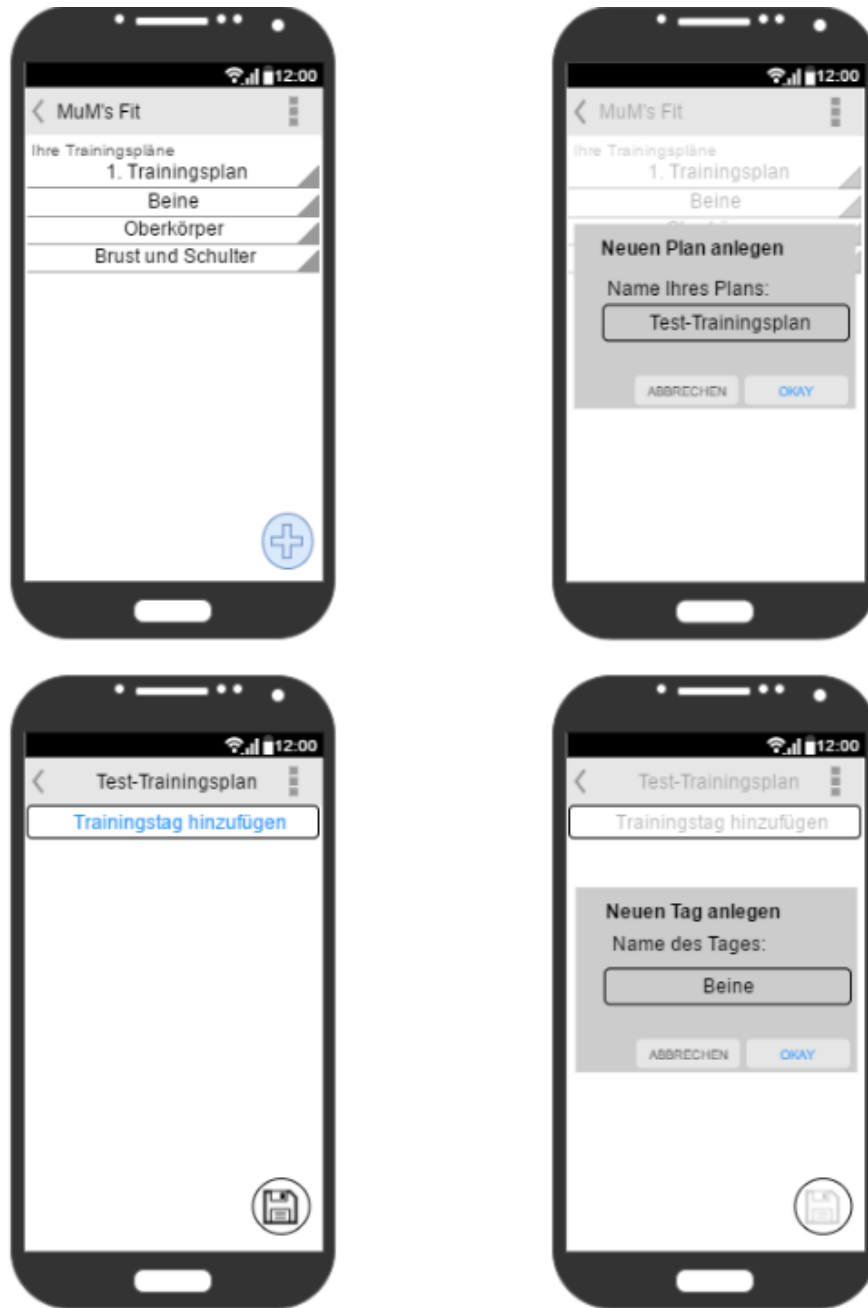 12:00
MuM's Fit
Ihre Trainingspläne
1. Trainingsplan
Beine
Oberkörper
Brust und Schulter
12:00
MuM's Fit
Ihre Trainingspläne
1. Trainingsplan
Beine
Neuen Plan anlegen
Name Ihres Plans:
Test-Trainingsplan
ABBRECHEN OKAY
12:00
Test-Trainingsplan
Trainingstag hinzufügen
12:00
Test-Trainingsplan
Trainingstag hinzufügen
Neuen Tag anlegen
Name des Tages:
Beine
ABBRECHEN OKAY